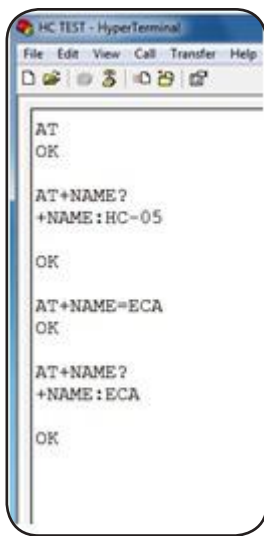 HC TEST - HyperTerminal
File Edit View Call Transfer Help
AT
OK
AT+NAME?
+NAME:HC-05
OK
AT+NAME=ECA
OK
AT+NAME?
+NAME:ECA
OK